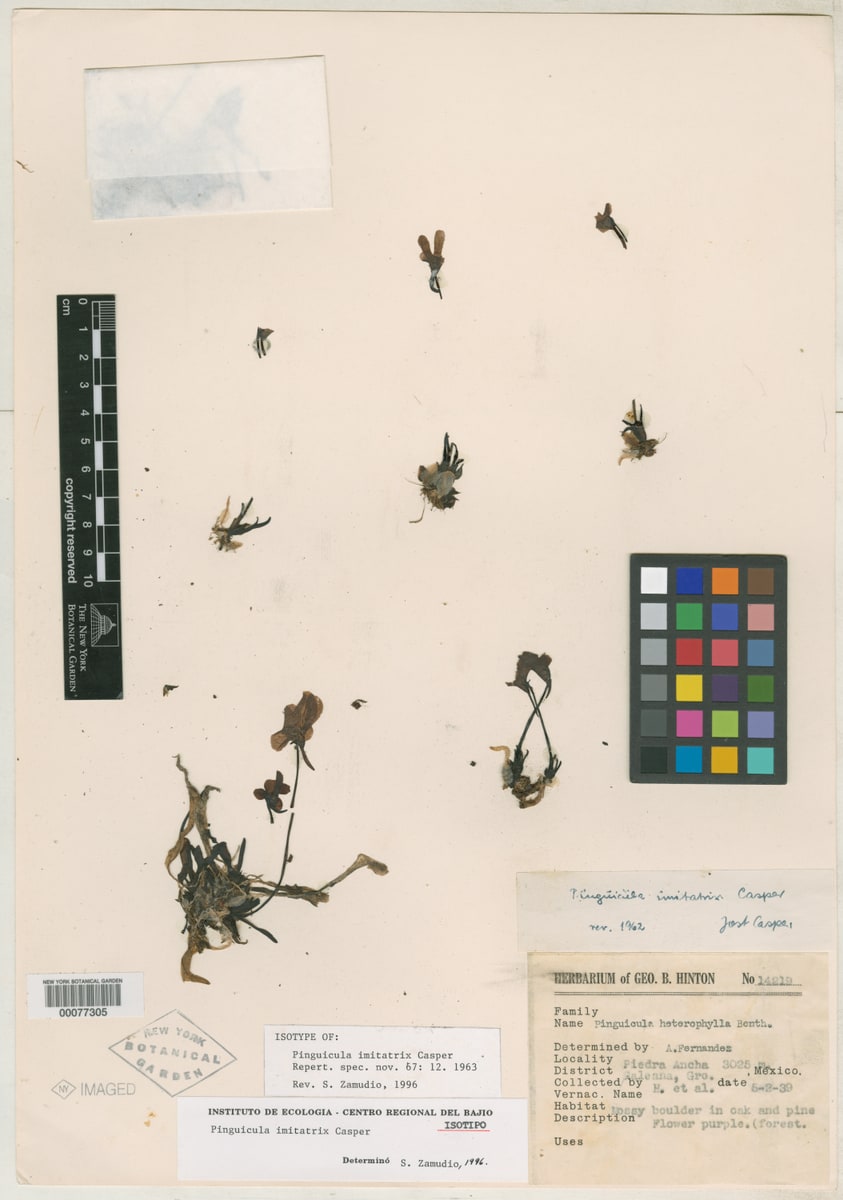 cm 0 1 2 3 4 5 6 7 8 9 10
copyright reserved
THE NEW YORK
BOTANICAL GARDEN
Pinguicula imitatrix Casper
rev. 1962 Jost Casper
HERBARIUM of GEO. B. HINTON No 14219
Family
Name Pinguicula heterophylla Benth.
Determined by A.Fernandez
Locality Piedra Ancha 3025 m.
District Galeana, Gro. , México.
Collected by H. et al. date 5-2-39
Vernac. Name
Habitat Mossy boulder in oak and pine
Description Flower purple. (forest.
Uses
NEW YORK BOTANICAL GARDEN
00077305
NEW YORK
BOTANICAL
GARDEN
NY IMAGED
ISOTYPE OF:
Pinguicula imitatrix Casper
Repert. spec. nov. 67: 12. 1963
Rev. S. Zamudio, 1996
INSTITUTO DE ECOLOGIA - CENTRO REGIONAL DEL BAJIO
ISOTIPO
Pinguicula imitatrix Casper
Determinó S. Zamudio, 1996.